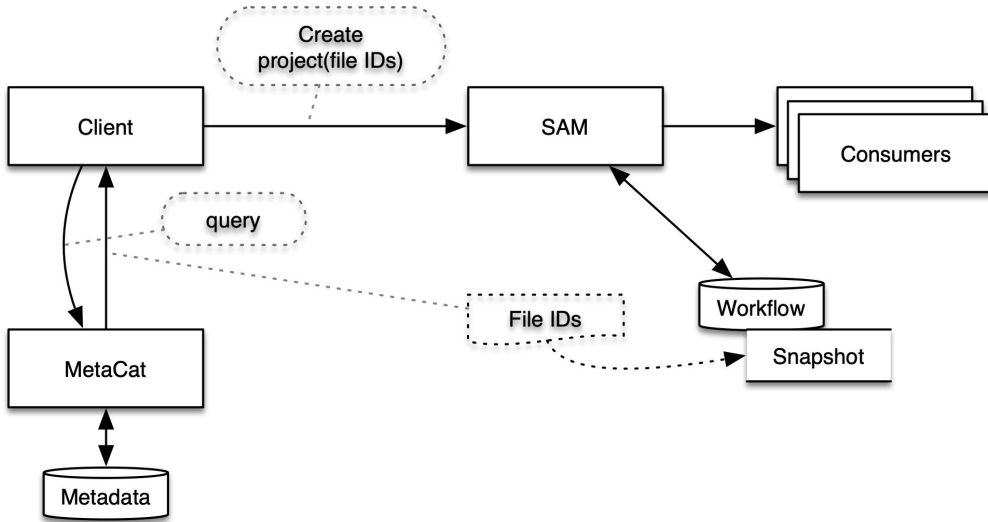 Create
project(file IDs)
Client
SAM
Consumers
query
Workflow
File IDs
MetaCat
Snapshot
Metadata